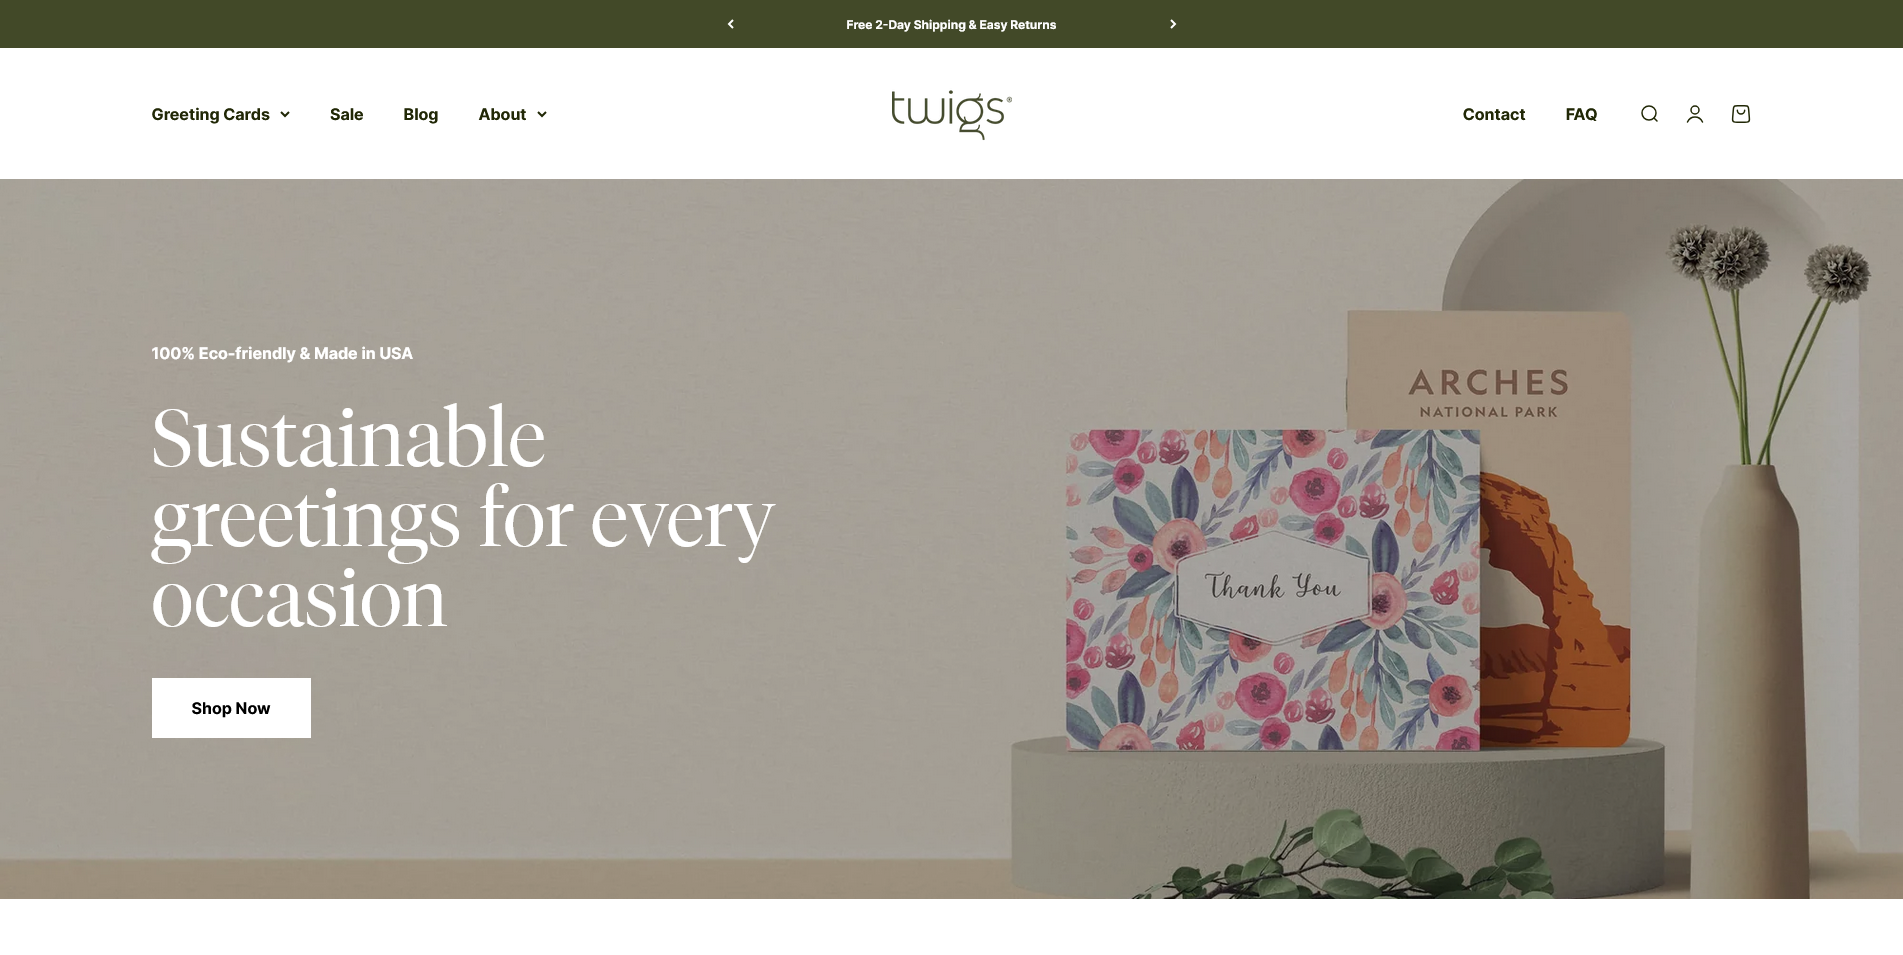 Free 2-Day Shipping & Easy Returns
Greeting Cards
Sale
Blog
About
twigs®
Contact
FAQ
100% Eco-friendly & Made in USA
Sustainable
greetings for every
occasion
Shop Now
ARCHES
NATIONAL PARK
Thank You